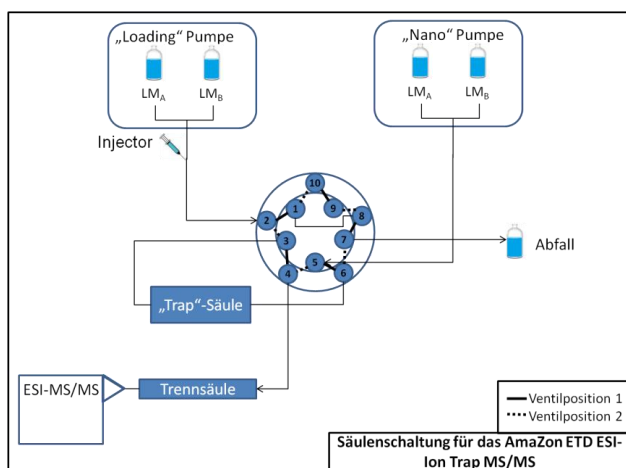 „Loading“ Pumpe
LMA LMB
Injector
„Nano“ Pumpe
LMA LMB
10
1
9
2
8
3
7
5
4
6
Abfall
„Trap“-Säule
ESI-MS/MS
Trennsäule
Ventilposition 1
Ventilposition 2
Säulenschaltung für das AmaZon ETD ESI-
Ion Trap MS/MS